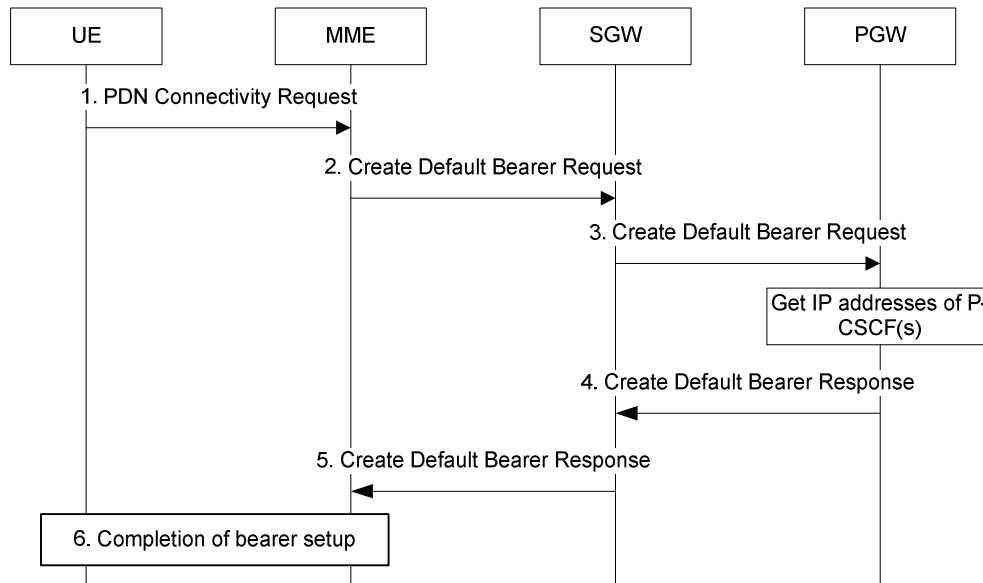 UE
MME
SGW
PGW
1. PDN Connectivity Request
2. Create Default Bearer Request
3. Create Default Bearer Request
Get IP addresses of P-
CSCF(s)
4. Create Default Bearer Response
5. Create Default Bearer Response
6. Completion of bearer setup